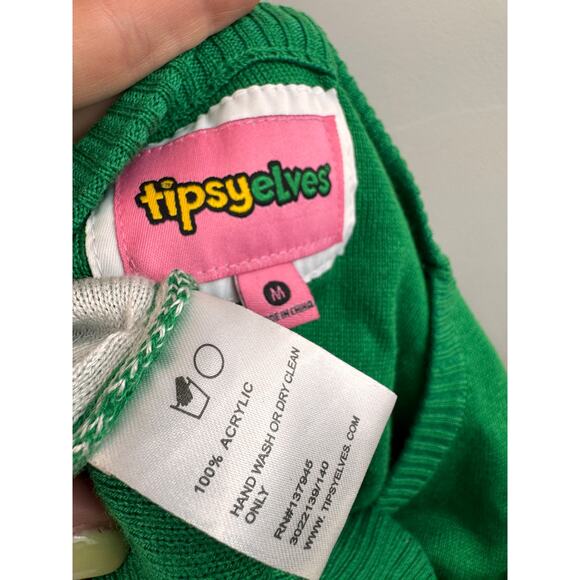 tipsyelves
M
MADE IN CHINA
100% ACRYLIC
HAND WASH OR DRY CLEAN
ONLY
RN#137945
3022139/140
WWW.TIPSYELVES.COM